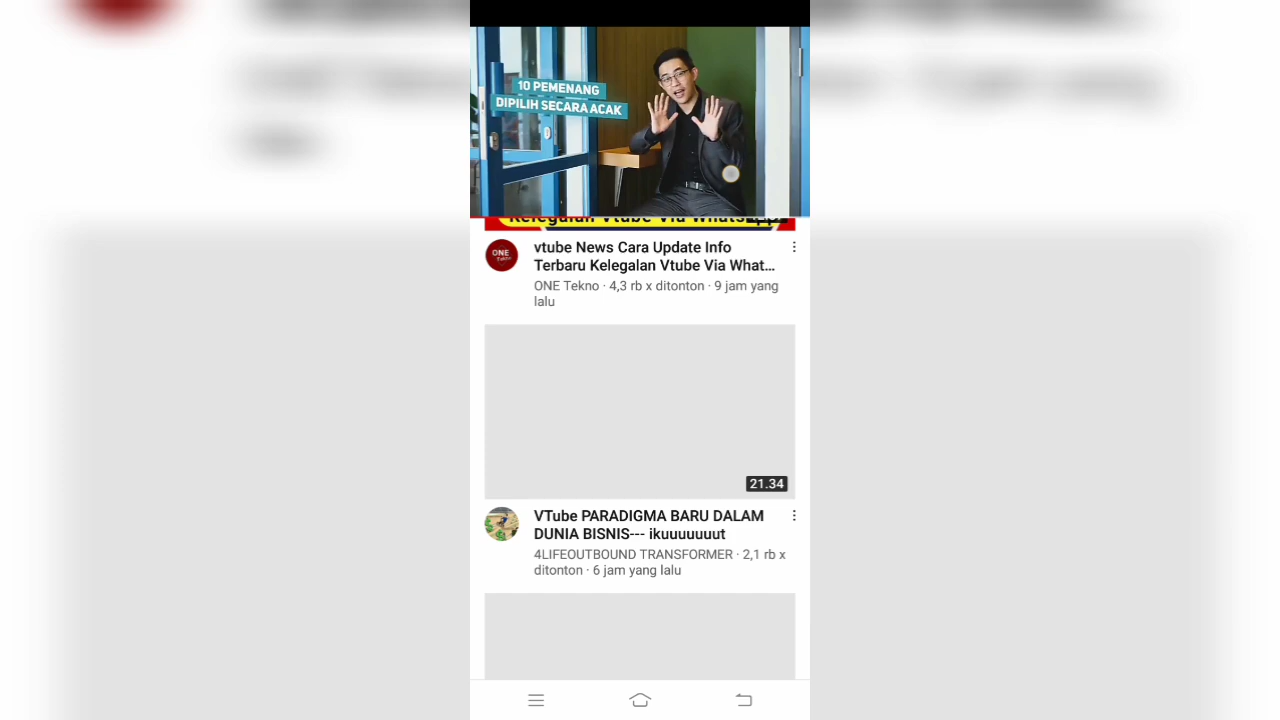 10 PEMENANG
DIPILIH SECARA ACAK
Kelegalan Vtube Via Whatsapp
ONE
Tekno
vtube News Cara Update Info
Terbaru Kelegalan Vtube Via What...
ONE Tekno · 4,3 rb x ditonton · 9 jam yang
lalu
21.34
VTube PARADIGMA BARU DALAM
DUNIA BISNIS--- ikuuuuuuut
4LIFEOUTBOUND TRANSFORMER · 2,1 rb x
ditonton · 6 jam yang lalu